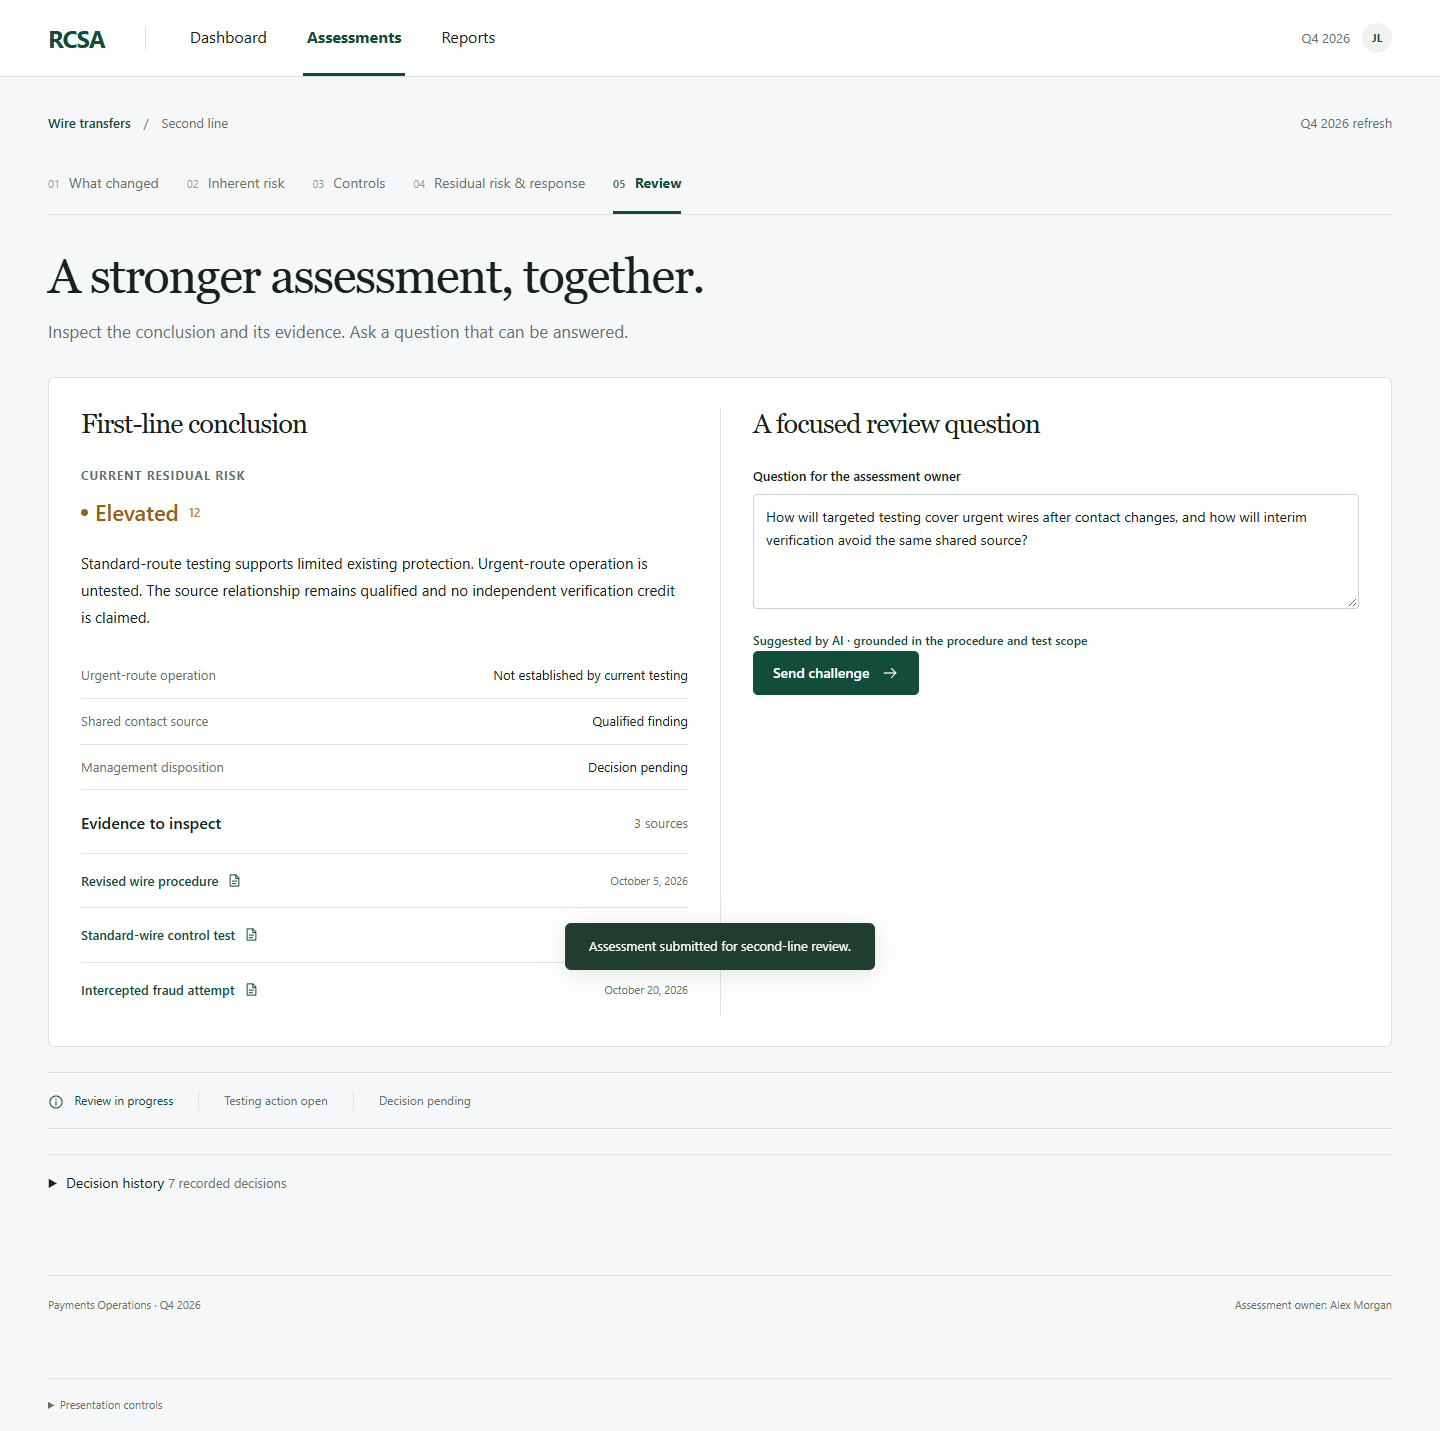 RCSA
Dashboard
Assessments
Reports
Q4 2026
JL
Wire transfers / Second line
Q4 2026 refresh
01 What changed
02 Inherent risk
03 Controls
04 Residual risk & response
05 Review
A stronger assessment, together.
Inspect the conclusion and its evidence. Ask a question that can be answered.
First-line conclusion
CURRENT RESIDUAL RISK
• Elevated 12
Standard-route testing supports limited existing protection. Urgent-route operation is
untested. The source relationship remains qualified and no independent verification credit
is claimed.
Urgent-route operation
Not established by current testing
Shared contact source
Qualified finding
Management disposition
Decision pending
Evidence to inspect
3 sources
Revised wire procedure
October 5, 2026
Standard-wire control test
Intercepted fraud attempt
October 20, 2026
A focused review question
Question for the assessment owner
How will targeted testing cover urgent wires after contact changes, and how will interim
verification avoid the same shared source?
Suggested by AI · grounded in the procedure and test scope
Send challenge →
Assessment submitted for second-line review.
Review in progress
Testing action open
Decision pending
Decision history 7 recorded decisions
Payments Operations · Q4 2026
Assessment owner: Alex Morgan
Presentation controls